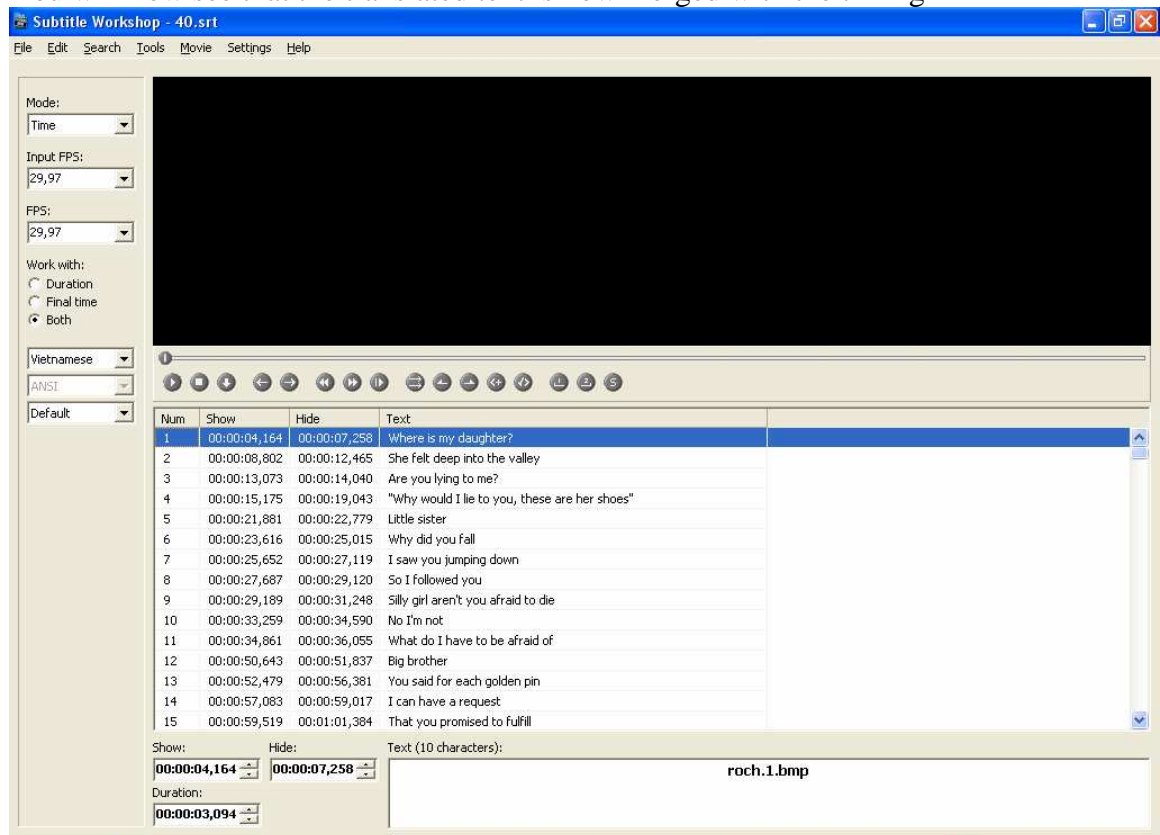 Subtitle Workshop - 40.srt
File Edit Search Tools Movie Settings Help
Mode:
Time
Input FPS:
29,97
FPS:
29,97
Work with:
Duration
Final time
Both
Vietnamese
ANSI
Default
Num Show Hide Text
1 00:00:04,164 00:00:07,258 Where is my daughter?
2 00:00:08,802 00:00:12,465 She felt deep into the valley
3 00:00:13,073 00:00:14,040 Are you lying to me?
4 00:00:15,175 00:00:19,043 "Why would I lie to you, these are her shoes"
5 00:00:21,881 00:00:22,779 Little sister
6 00:00:23,616 00:00:25,015 Why did you fall
7 00:00:25,652 00:00:27,119 I saw you jumping down
8 00:00:27,687 00:00:29,120 So I followed you
9 00:00:29,189 00:00:31,248 Silly girl aren't you afraid to die
10 00:00:33,259 00:00:34,590 No I'm not
11 00:00:34,861 00:00:36,055 What do I have to be afraid of
12 00:00:50,643 00:00:51,837 Big brother
13 00:00:52,479 00:00:56,381 You said for each golden pin
14 00:00:57,083 00:00:59,017 I can have a request
15 00:00:59,519 00:01:01,384 That you promised to fulfill
Show: Hide: Text (10 characters):
00:00:04,164 00:00:07,258 roch.1.bmp
Duration:
00:00:03,094